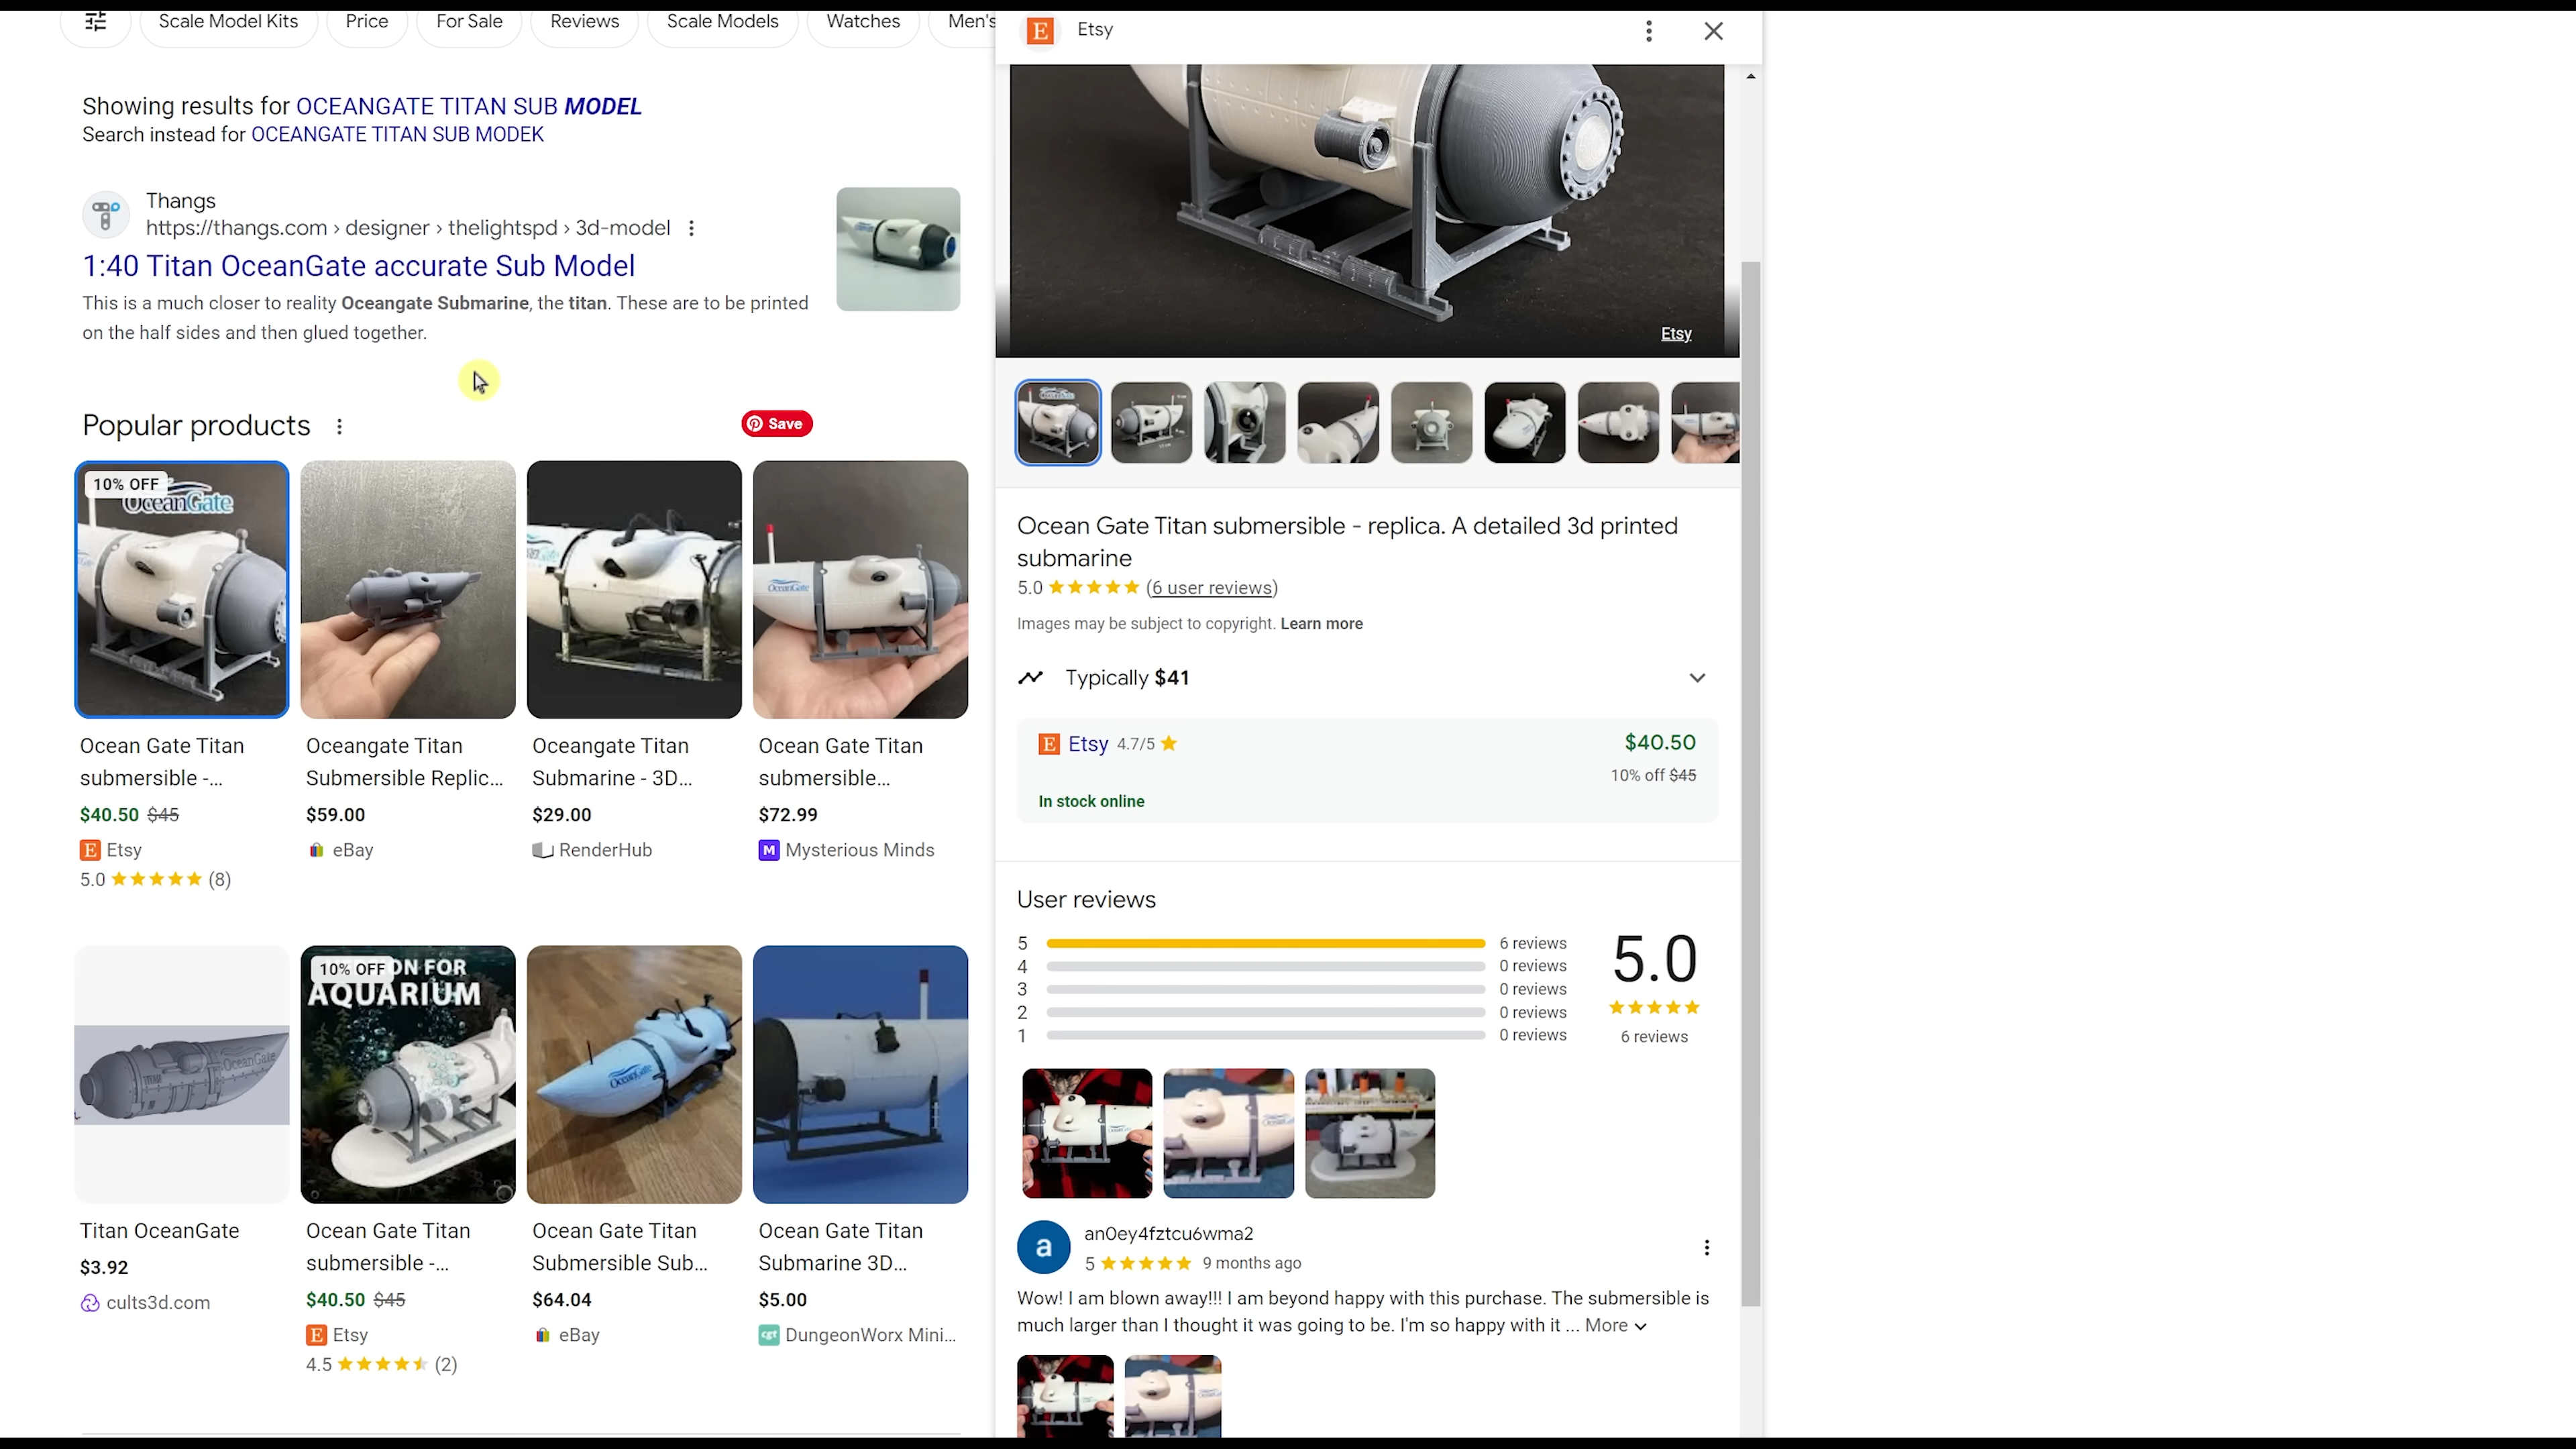 Scale Model Kits
Price
For Sale
Reviews
Scale Models
Watches
Men's
Showing results for OCEANGATE TITAN SUB MODEL
Search instead for OCEANGATE TITAN SUB MODEK
Thangs
https://thangs.com › designer › thelightspd › 3d-model
1:40 Titan OceanGate accurate Sub Model
This is a much closer to reality Oceangate Submarine, the titan. These are to be printed
on the half sides and then glued together.
Popular products
Save
10% OFF
OceanGate
OceanGate
Ocean Gate Titan
submersible -...
$40.50 $45
Etsy
5.0 (8)
Oceangate Titan
Submersible Replic...
$59.00
eBay
Oceangate Titan
Submarine - 3D...
$29.00
RenderHub
Ocean Gate Titan
submersible...
$72.99
M Mysterious Minds
10% OFF
ON FOR
AQUARIUM
OceanGate
TITAN
OceanGate
Titan OceanGate
$3.92
cults3d.com
Ocean Gate Titan
submersible -...
$40.50 $45
E Etsy
4.5 (2)
Ocean Gate Titan
Submersible Sub...
$64.04
eBay
Ocean Gate Titan
Submarine 3D...
$5.00
cgt DungeonWorx Mini...
E Etsy
Etsy
Ocean Gate Titan submersible - replica. A detailed 3d printed
submarine
5.0 (6 user reviews)
Images may be subject to copyright. Learn more
Typically $41
E Etsy 4.7/5
$40.50
10% off $45
In stock online
User reviews
5 6 reviews
4 0 reviews
3 0 reviews
2 0 reviews
1 0 reviews
5.0
6 reviews
a
an0ey4fztcu6wma2
5 9 months ago
Wow! I am blown away!!! I am beyond happy with this purchase. The submersible is
much larger than I thought it was going to be. I'm so happy with it ... More